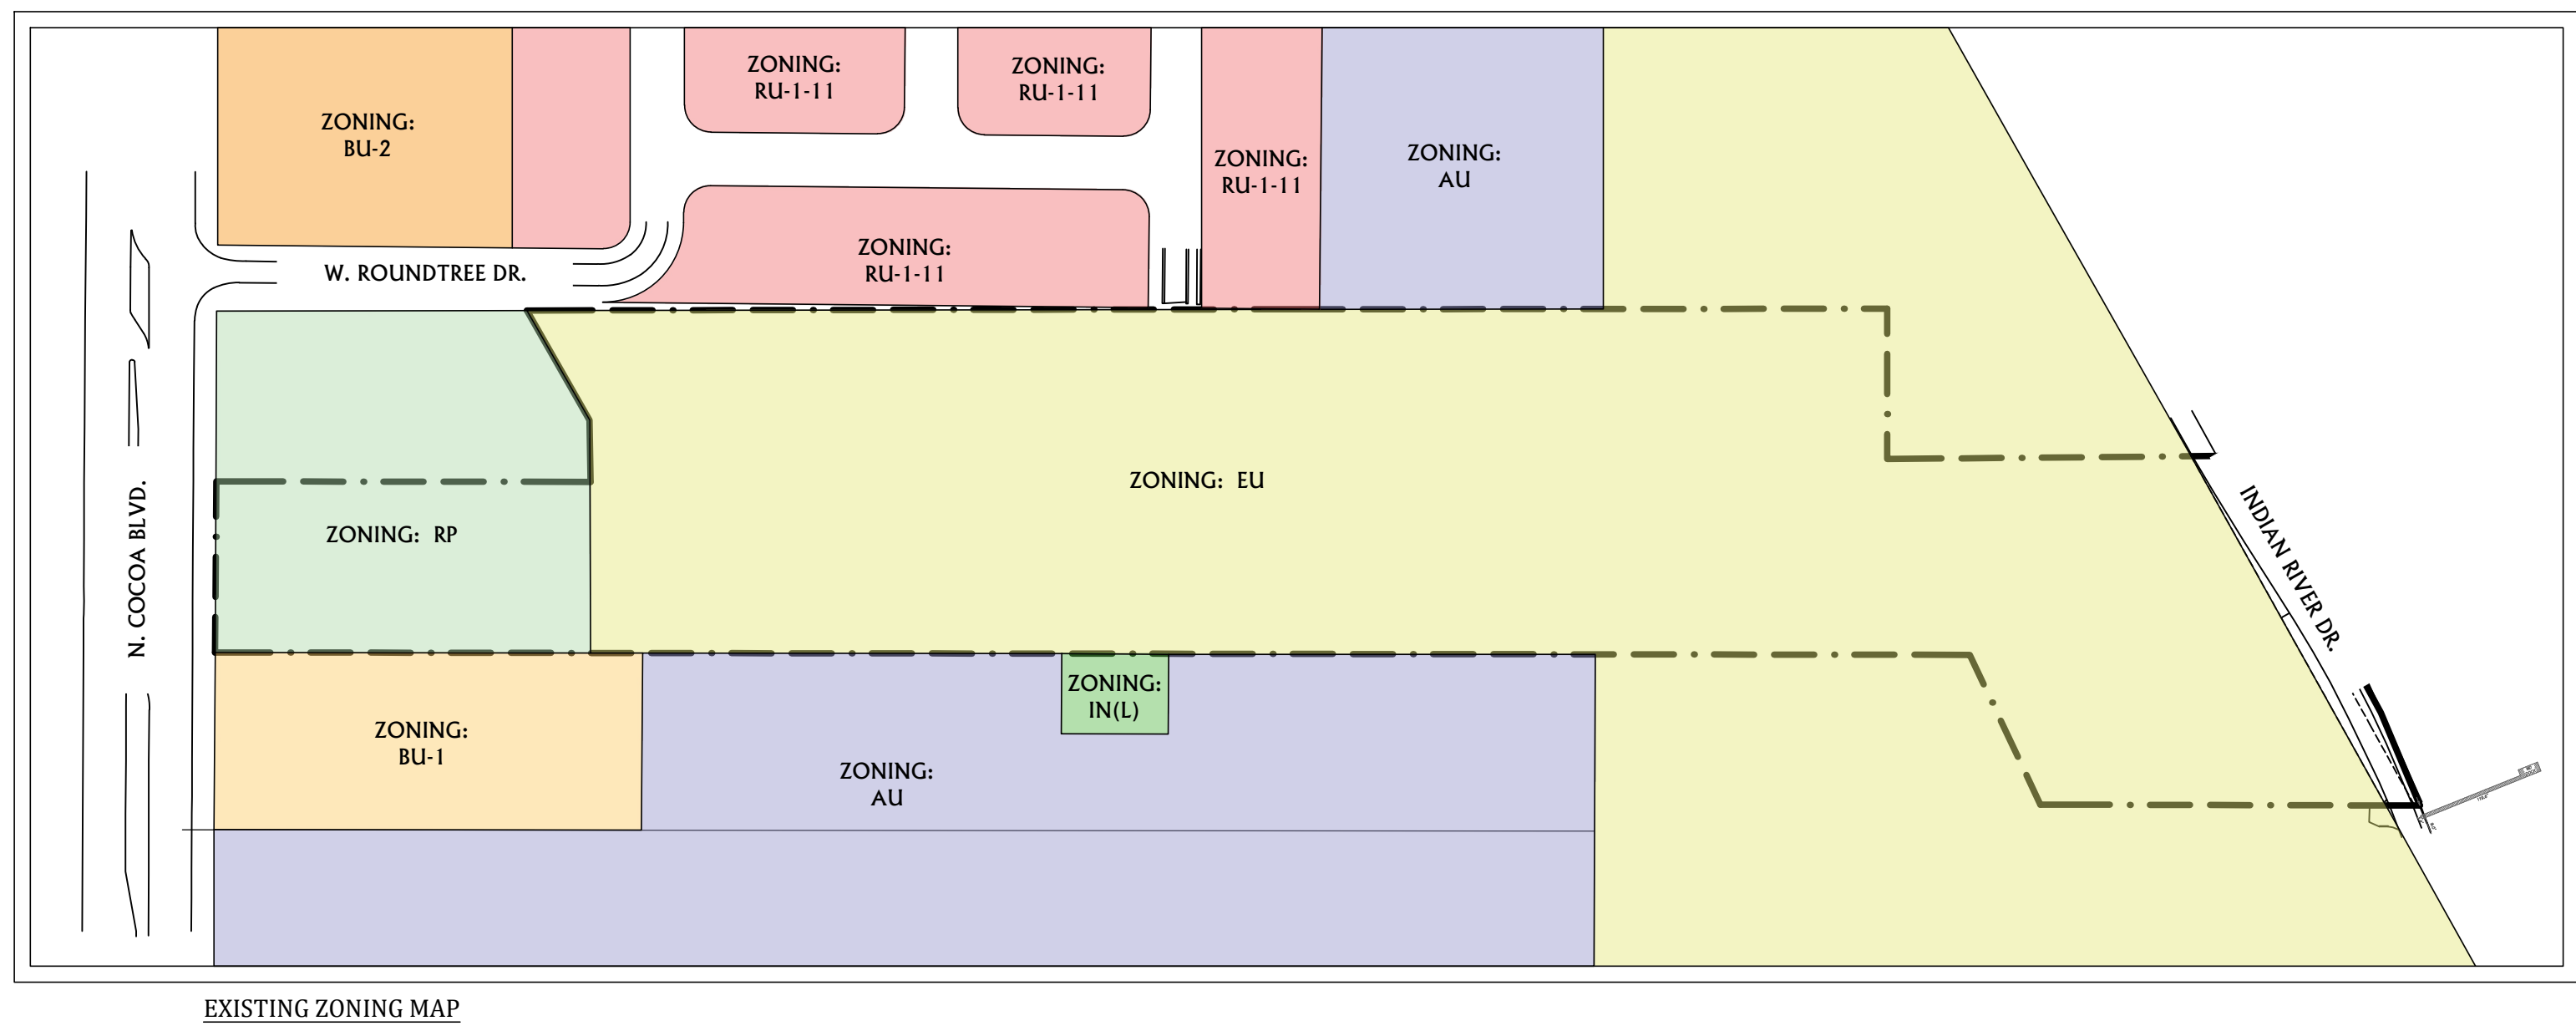 ZONING:
RU-1-11
ZONING:
RU-1-11
ZONING:
BU-2
ZONING:
RU-1-11
ZONING:
AU
ZONING:
RU-1-11
W. ROUNDTREE DR.
ZONING: EU
ZONING: RP
N. COCOA BLVD.
INDIAN RIVER DR.
ZONING:
IN(L)
ZONING:
BU-1
ZONING:
AU
EXISTING ZONING MAP